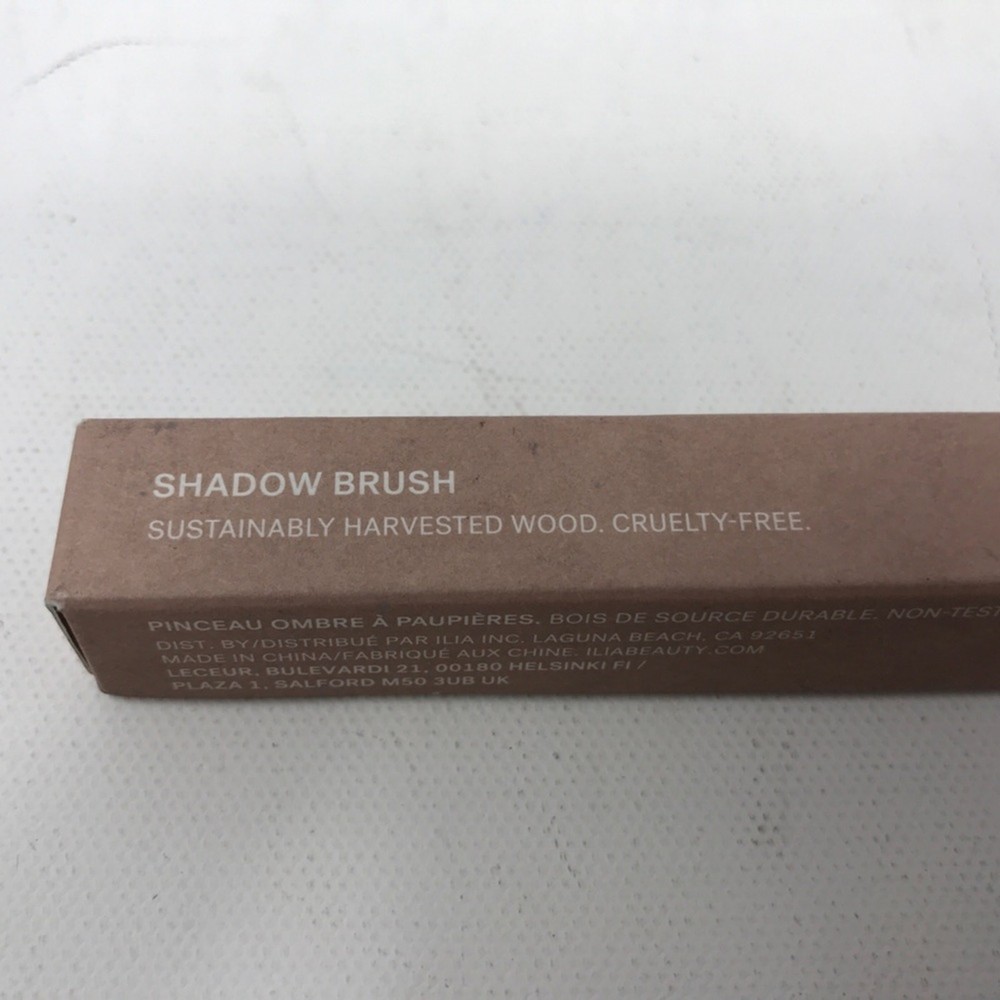 SHADOW BRUSH
SUSTAINABLY HARVESTED WOOD. CRUELTY-FREE.
PINCEAU OMBRE À PAUPIÈRES. BOIS DE SOURCE DURABLE. NON-TEST
DIST. BY/DISTRIBUÉ PAR ILIA INC. LAGUNA BEACH, CA 92651
MADE IN CHINA/FABRIQUÉ AUX CHINE. ILIABEAUTY.COM
LECEUR, BULEVARDI 21, 00180 HELSINKI FI /
PLAZA 1, SALFORD M50 3UB UK